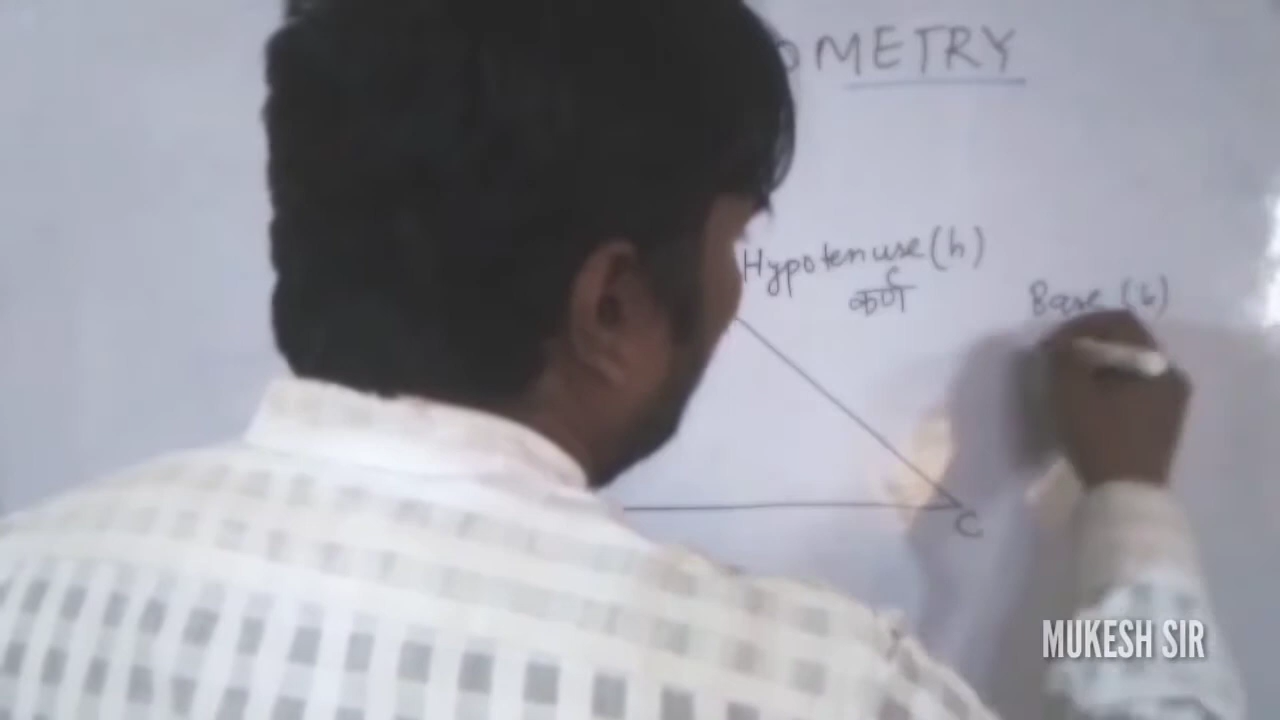 OMETRY
Hypotenuse (h)
कर्ण
Base (b)
C
MUKESH SIR